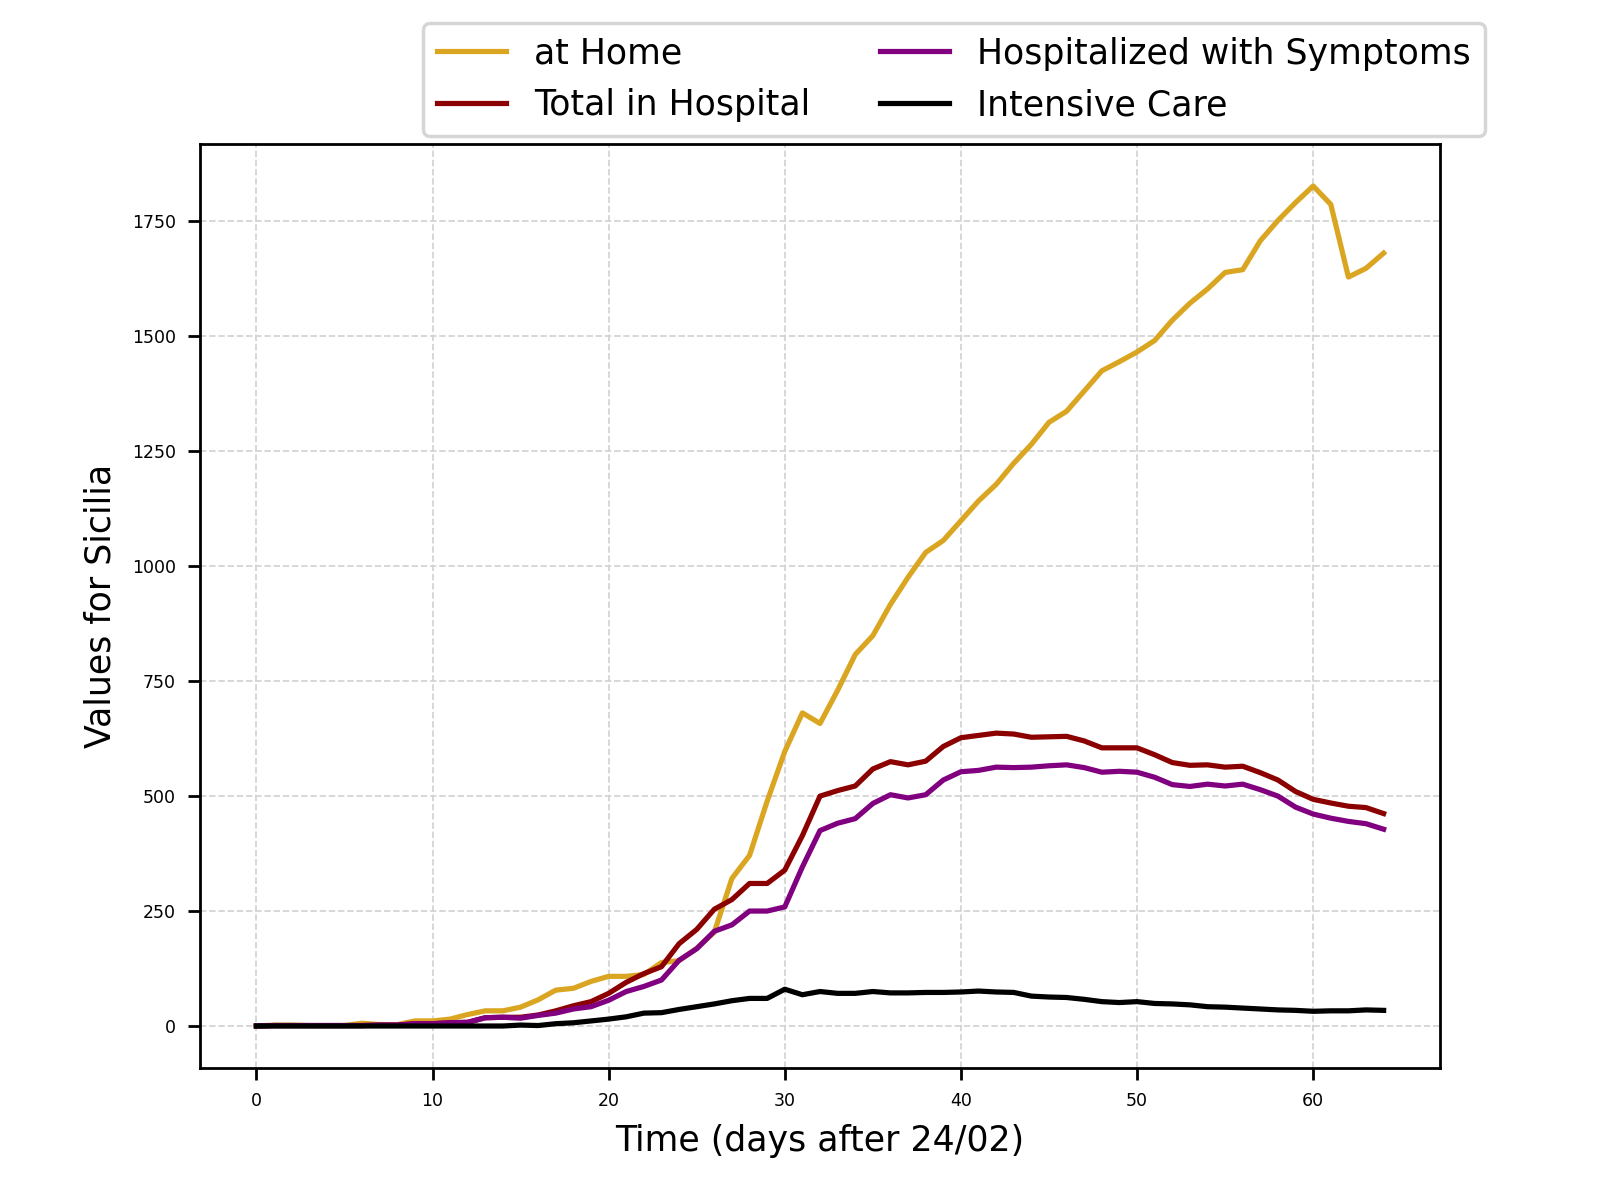 at Home
Total in Hospital
Hospitalized with Symptoms
Intensive Care
1750
1500
1250
1000
750
500
250
0
Values for Sicilia
0 10 20 30 40 50 60
Time (days after 24/02)